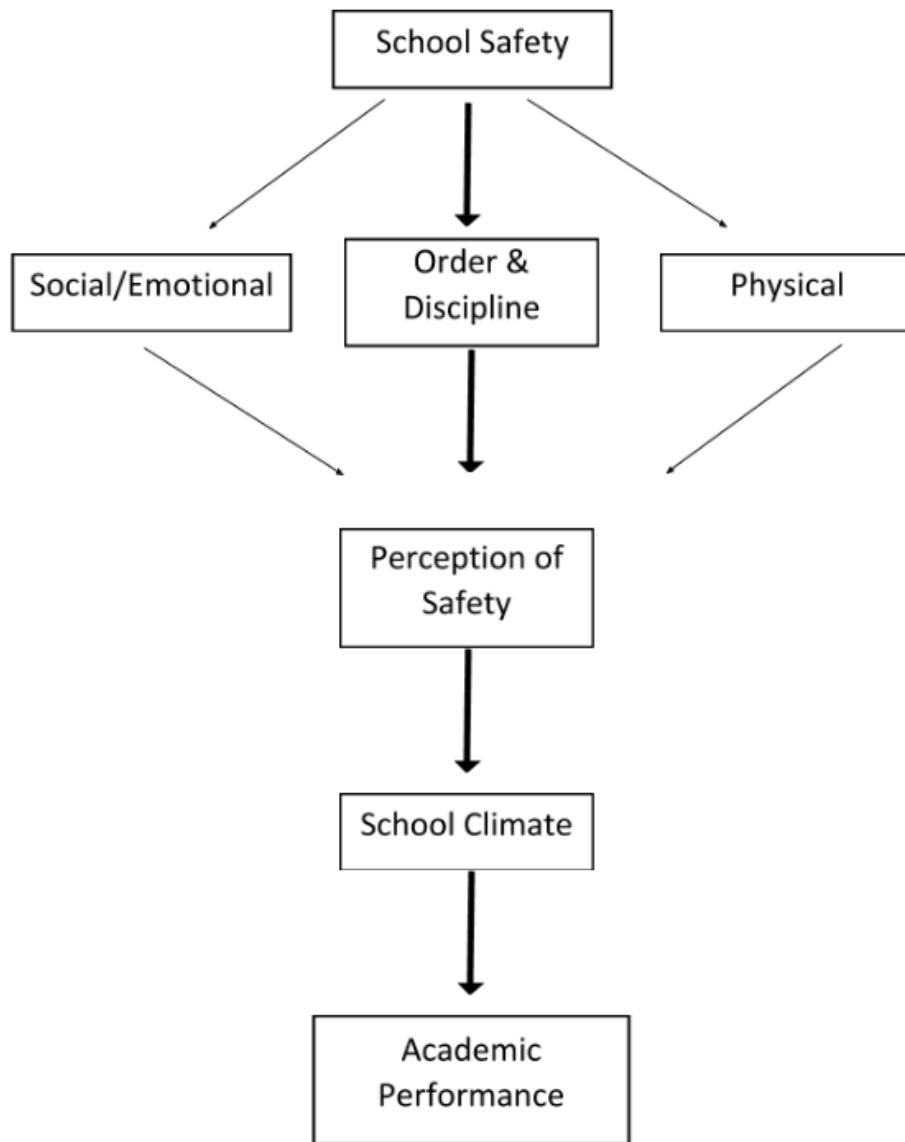 School Safety
Social/Emotional
Order &
Discipline
Physical
Perception of
Safety
School Climate
Academic
Performance